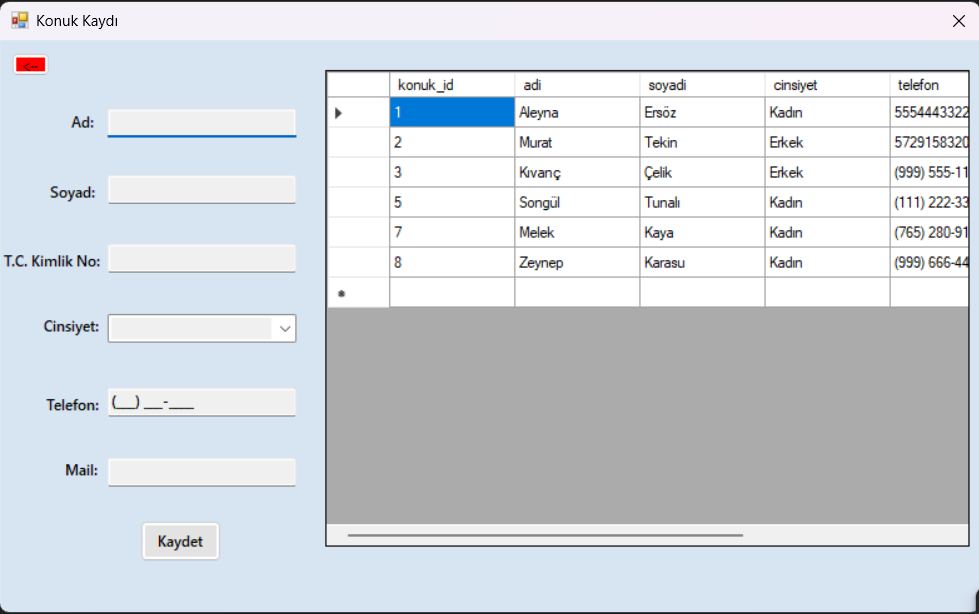 Konuk Kaydı
<--
Ad:
Soyad:
T.C. Kimlik No:
Cinsiyet:
Telefon: (___) ___-____
Mail:
Kaydet
konuk_id adi soyadi cinsiyet telefon
1 Aleyna Ersöz Kadın 5554443322
2 Murat Tekin Erkek 5729158320
3 Kıvanç Çelik Erkek (999) 555-11
5 Songül Tunalı Kadın (111) 222-33
7 Melek Kaya Kadın (765) 280-91
8 Zeynep Karasu Kadın (999) 666-44